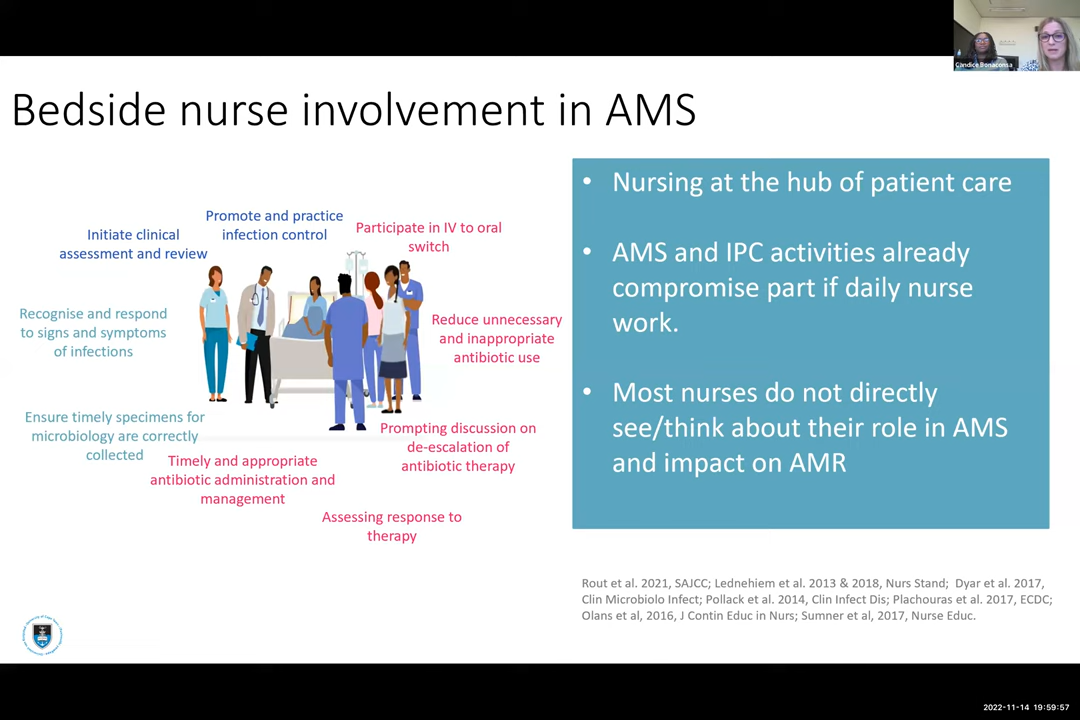 Candice Bonaconsa
Bedside nurse involvement in AMS
Promote and practice
infection control
Initiate clinical
assessment and review
Participate in IV to oral
switch
Recognise and respond
to signs and symptoms
of infections
Reduce unnecessary
and inappropriate
antibiotic use
Ensure timely specimens for
microbiology are correctly
collected
Prompting discussion on
de-escalation of
antibiotic therapy
Timely and appropriate
antibiotic administration and
management
Assessing response to
therapy
• Nursing at the hub of patient care
• AMS and IPC activities already
compromise part if daily nurse
work.
• Most nurses do not directly
see/think about their role in AMS
and impact on AMR
Rout et al. 2021, SAJCC; Lednehiem et al. 2013 & 2018, Nurs Stand; Dyar et al. 2017,
Clin Microbiolo Infect; Pollack et al. 2014, Clin Infect Dis; Plachouras et al. 2017, ECDC;
Olans et al, 2016, J Contin Educ in Nurs; Sumner et al, 2017, Nurse Educ.
2022-11-14 19:59:57